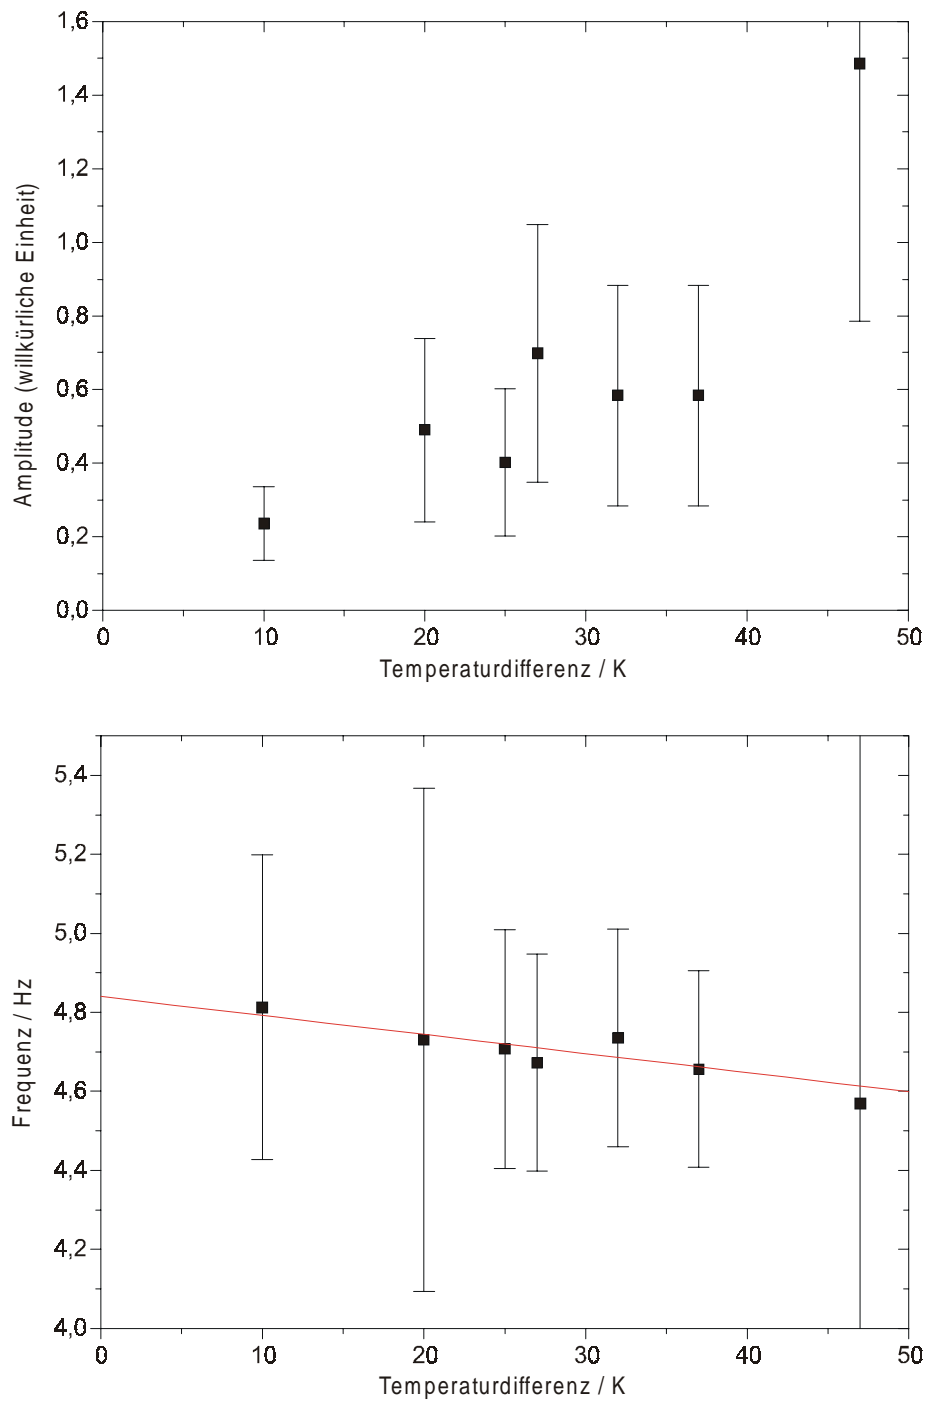 1,6
1,4
1,2
1,0
0,8
0,6
0,4
0,2
0,0
Amplitude (willkürliche Einheit)
0 10 20 30 40 50
Temperaturdifferenz / K
5,4
5,2
5,0
4,8
4,6
4,4
4,2
4,0
Frequenz / Hz
0 10 20 30 40 50
Temperaturdifferenz / K